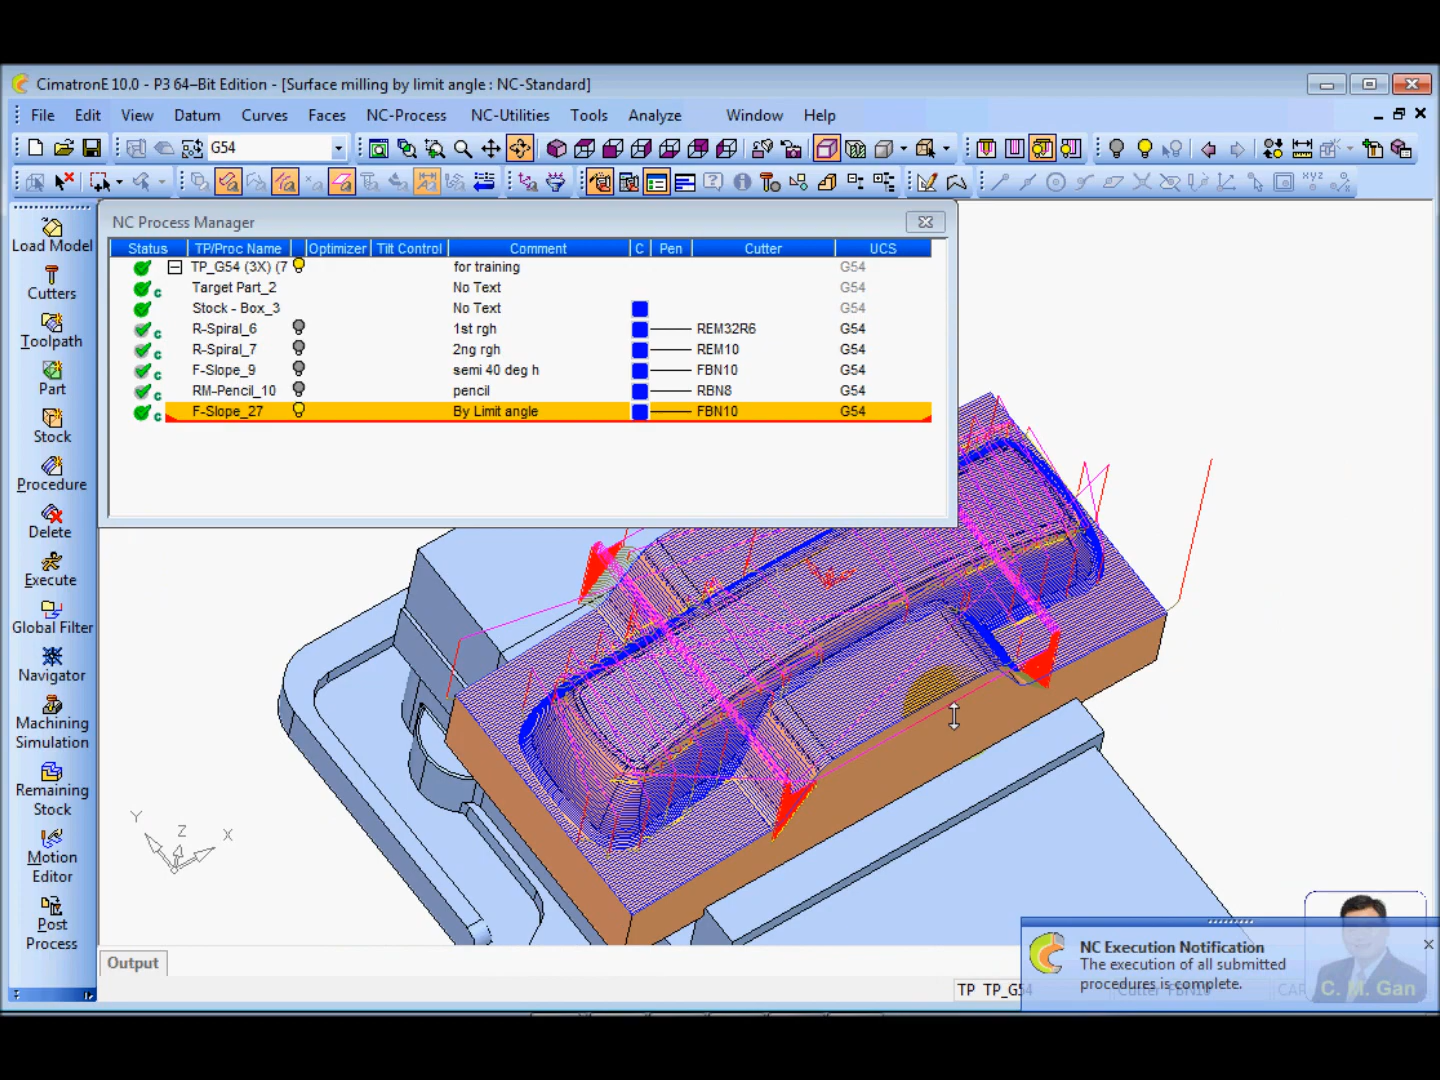 CimatronE 10.0 - P3 64–Bit Edition - [Surface milling by limit angle : NC-Standard]
File Edit View Datum Curves Faces NC-Process NC-Utilities Tools Analyze Window Help
G54
XYZ
NC Process Manager
Status TP/Proc Name Optimizer Tilt Control Comment C Pen Cutter UCS
TP_G54 (3X) (7 for training G54
c Target Part_2 No Text G54
Stock - Box_3 No Text G54
c R-Spiral_6 1st rgh REM32R6 G54
c R-Spiral_7 2ng rgh REM10 G54
c F-Slope_9 semi 40 deg h FBN10 G54
c RM-Pencil_10 pencil RBN8 G54
c F-Slope_27 By Limit angle FBN10 G54
Load Model
Cutters
Toolpath
Part
Stock
Procedure
Delete
Execute
Global Filter
Navigator
Machining
Simulation
Remaining
Stock
Motion
Editor
Post
Process
Y
Z
X
Output
TP TP_G54
NC Execution Notification
The execution of all submitted
procedures is complete.
Cutter FBN10
C. M. Gan